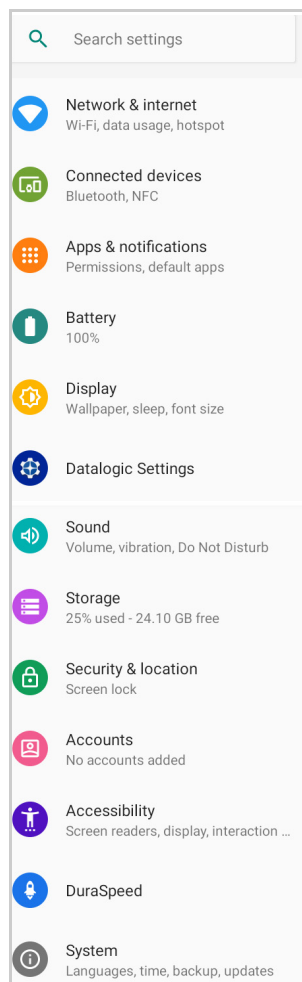 Search settings
Network & internet
Wi-Fi, data usage, hotspot
Connected devices
Bluetooth, NFC
Apps & notifications
Permissions, default apps
Battery
100%
Display
Wallpaper, sleep, font size
Datalogic Settings
Sound
Volume, vibration, Do Not Disturb
Storage
25% used - 24.10 GB free
Security & location
Screen lock
Accounts
No accounts added
Accessibility
Screen readers, display, interaction ...
DuraSpeed
System
Languages, time, backup, updates